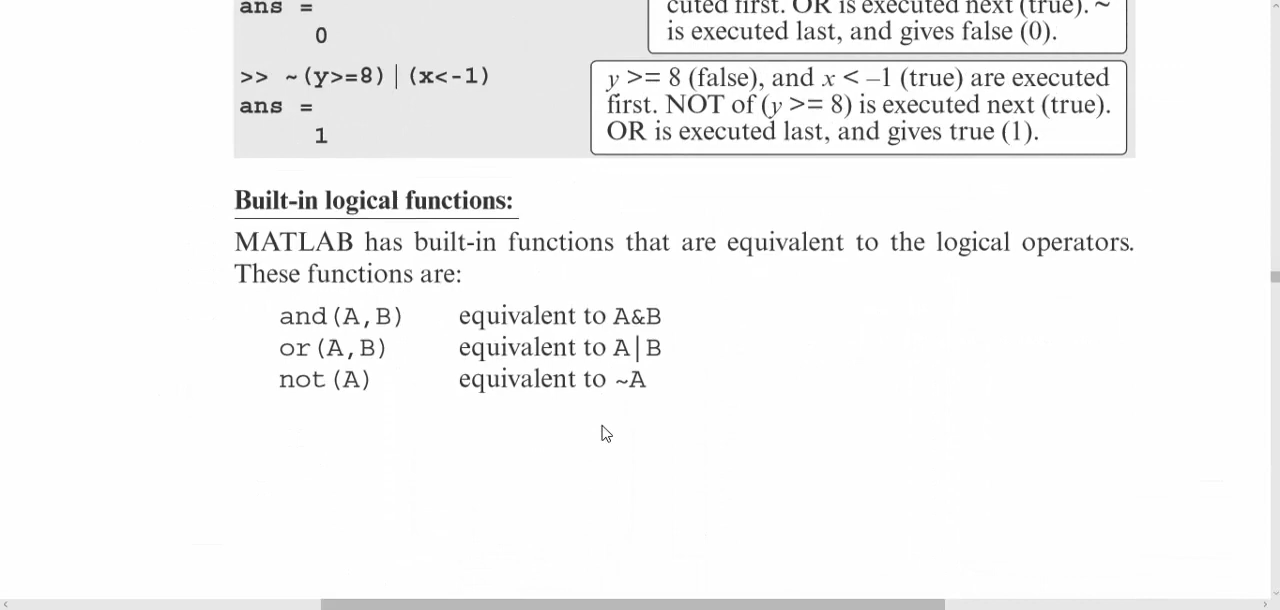 ans =
cuted first. OR is executed next (true). ~
0
is executed last, and gives false (0).
>> ~(y>=8)|(x<-1)
ans =
1
y >= 8 (false), and x < –1 (true) are executed
first. NOT of (y >= 8) is executed next (true).
OR is executed last, and gives true (1).
Built-in logical functions:
MATLAB has built-in functions that are equivalent to the logical operators.
These functions are:
and(A,B) equivalent to A&B
or(A,B) equivalent to A|B
not(A) equivalent to ~A